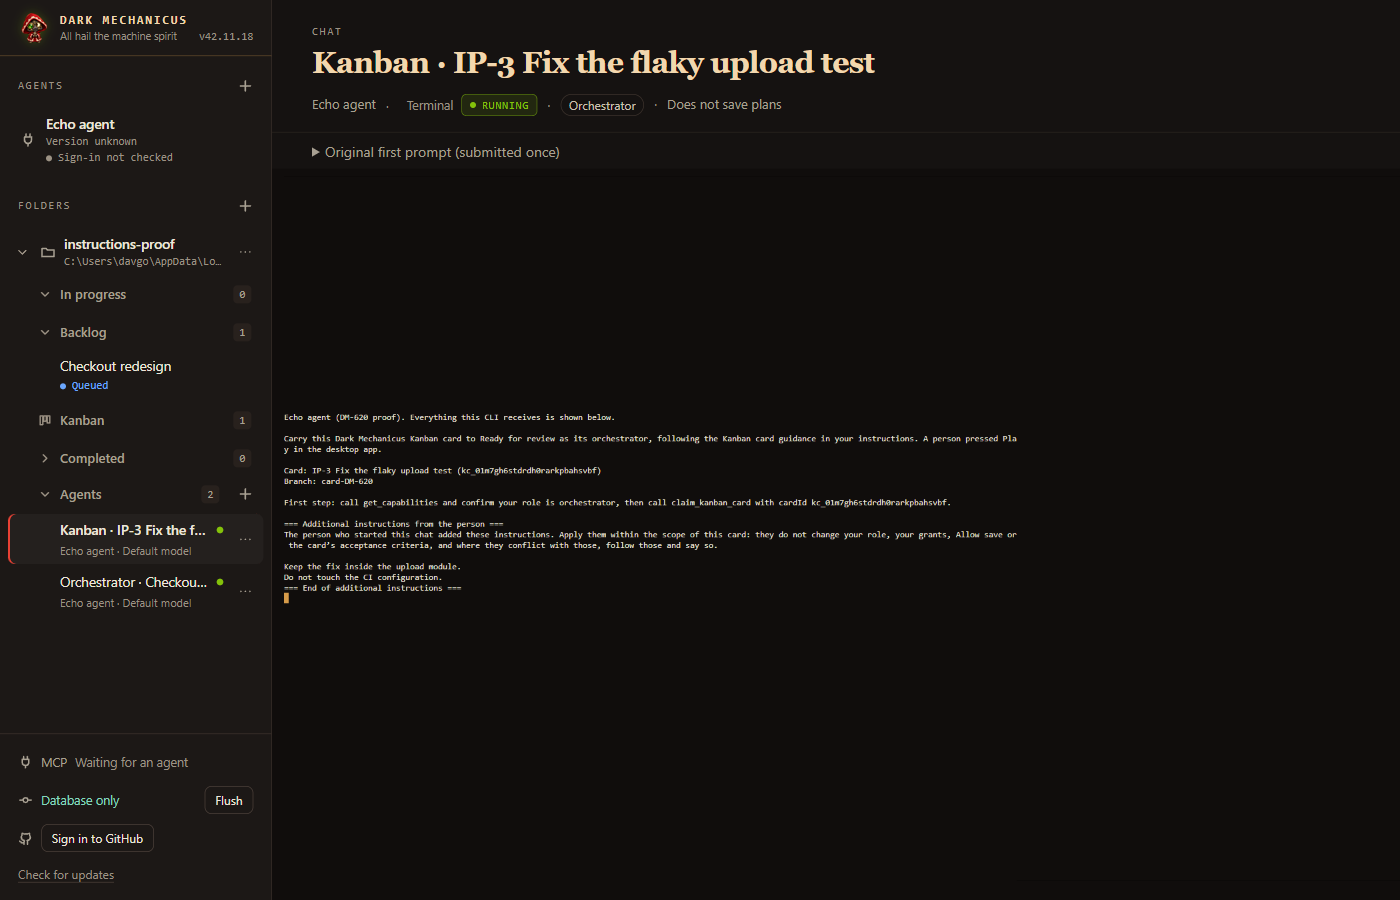 DARK MECHANICUS
All hail the machine spirit v42.11.18
AGENTS
Echo agent
Version unknown
Sign-in not checked
FOLDERS
instructions-proof
C:\Users\davgo\AppData\Lo…
In progress 0
Backlog 1
Checkout redesign
Queued
Kanban 1
Completed 0
Agents 2
Kanban · IP-3 Fix the f...
Echo agent · Default model
Orchestrator · Checkou...
Echo agent · Default model
MCP Waiting for an agent
Database only Flush
Sign in to GitHub
Check for updates
CHAT
Kanban · IP-3 Fix the flaky upload test
Echo agent · Terminal RUNNING · Orchestrator · Does not save plans
Original first prompt (submitted once)
Echo agent (DM-620 proof). Everything this CLI receives is shown below.
Carry this Dark Mechanicus Kanban card to Ready for review as its orchestrator, following the Kanban card guidance in your instructions. A person pressed Pla
y in the desktop app.
Card: IP-3 Fix the flaky upload test (kc_01m7gh6stdrdh0rarkpbahsvbf)
Branch: card-DM-620
First step: call get_capabilities and confirm your role is orchestrator, then call claim_kanban_card with cardId kc_01m7gh6stdrdh0rarkpbahsvbf.
=== Additional instructions from the person ===
The person who started this chat added these instructions. Apply them within the scope of this card: they do not change your role, your grants, Allow save or
the card's acceptance criteria, and where they conflict with those, follow those and say so.
Keep the fix inside the upload module.
Do not touch the CI configuration.
=== End of additional instructions ===